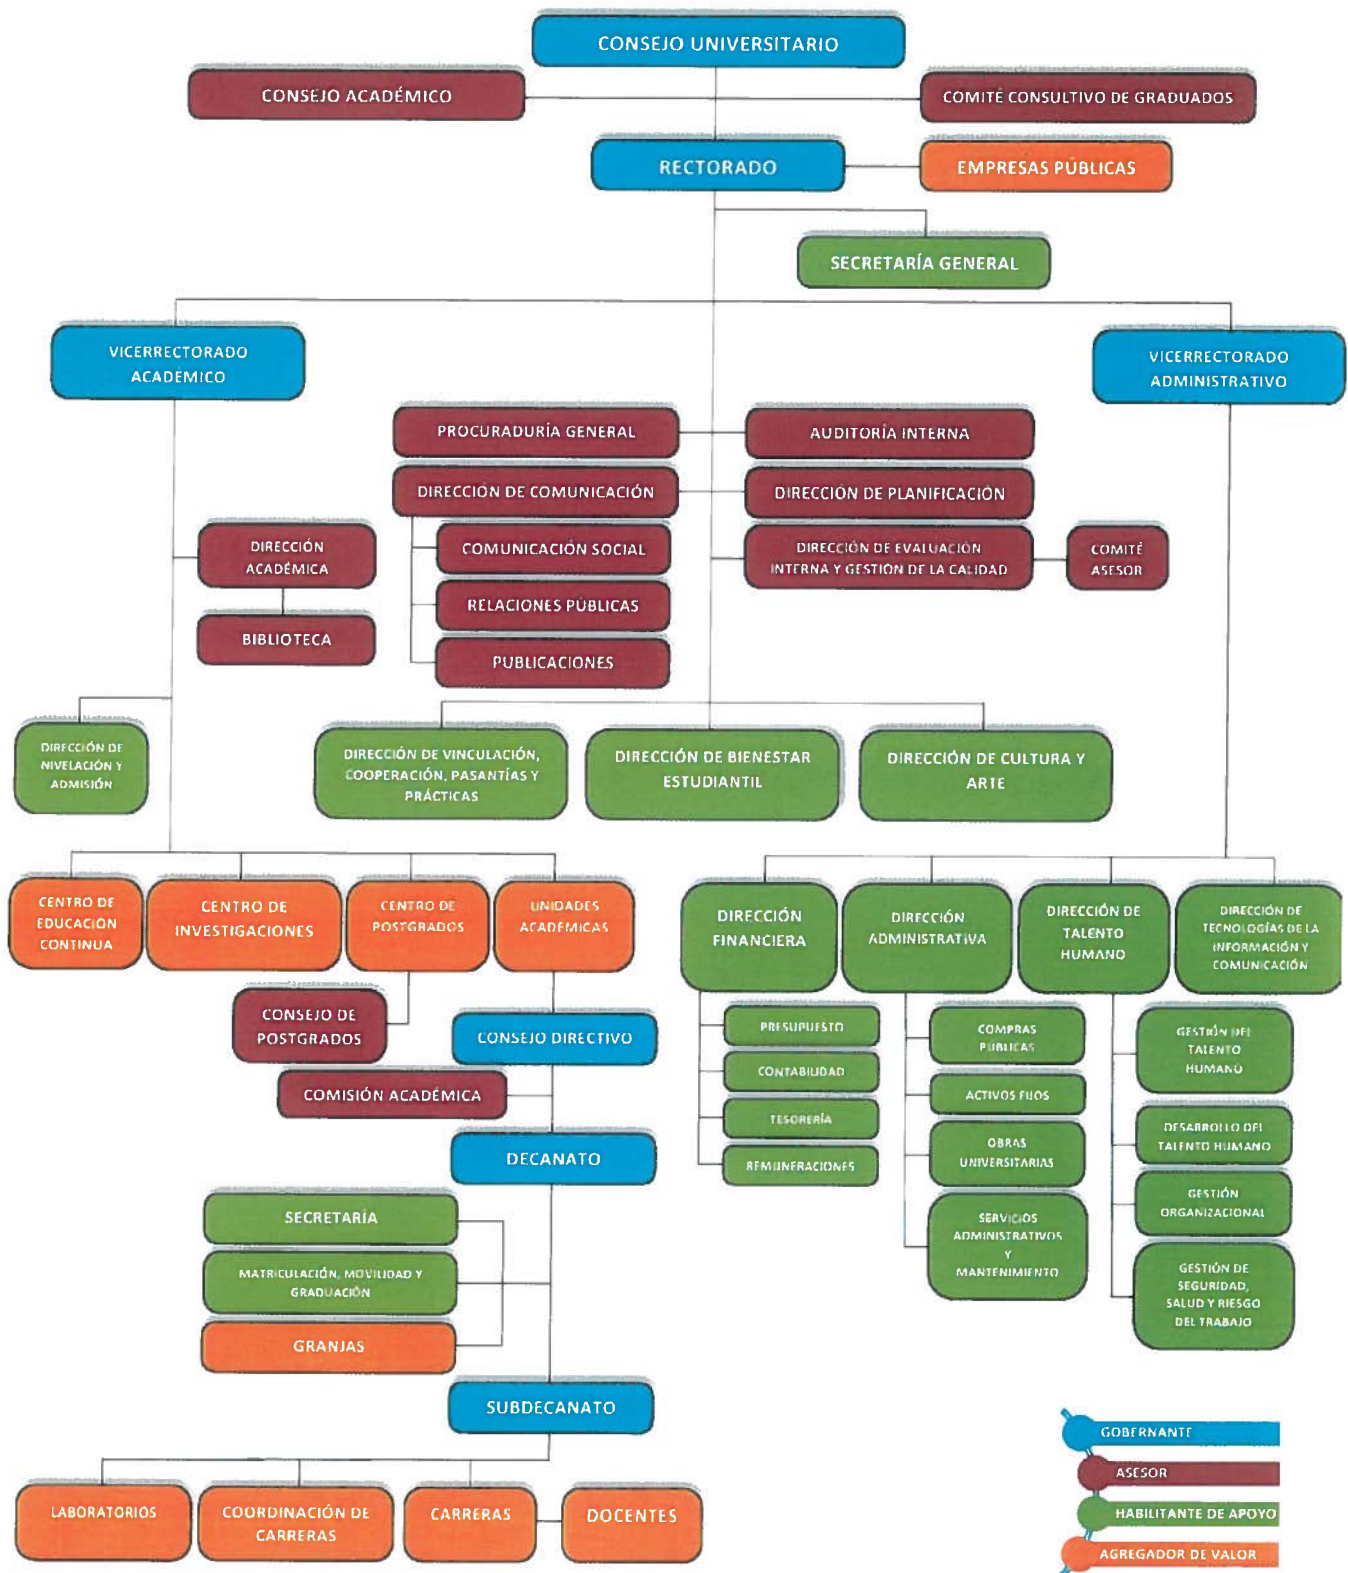 CONSEJO UNIVERSITARIO
CONSEJO ACADÉMICO
COMITÉ CONSULTIVO DE GRADUADOS
RECTORADO
EMPRESAS PÚBLICAS
SECRETARÍA GENERAL
VICERRECTORADO
ACADÉMICO
VICERRECTORADO
ADMINISTRATIVO
PROCURADURÍA GENERAL
AUDITORÍA INTERNA
DIRECCIÓN DE COMUNICACIÓN
DIRECCIÓN DE PLANIFICACIÓN
COMUNICACIÓN SOCIAL
RELACIONES PÚBLICAS
PUBLICACIONES
DIRECCIÓN DE EVALUACIÓN
INTERNA Y GESTIÓN DE LA CALIDAD
COMITÉ
ASESOR
DIRECCIÓN
ACADÉMICA
BIBLIOTECA
DIRECCIÓN DE
NIVELACIÓN Y
ADMISIÓN
DIRECCIÓN DE VINCULACIÓN,
COOPERACIÓN, PASANTÍAS Y
PRÁCTICAS
DIRECCIÓN DE BIENESTAR
ESTUDIANTIL
DIRECCIÓN DE CULTURA Y
ARTE
CENTRO DE
EDUCACIÓN
CONTINUA
CENTRO DE
INVESTIGACIONES
CENTRO DE
POSTGRADOS
UNIDADES
ACADÉMICAS
CONSEJO DE
POSTGRADOS
CONSEJO DIRECTIVO
COMISIÓN ACADÉMICA
DECANATO
SECRETARÍA
MATRICULACIÓN, MOVILIDAD Y
GRADUACIÓN
GRANJAS
SUBDECANATO
LABORATORIOS
COORDINACIÓN DE
CARRERAS
CARRERAS
DOCENTES
DIRECCIÓN
FINANCIERA
DIRECCIÓN
ADMINISTRATIVA
DIRECCIÓN DE
TALENTO
HUMANO
DIRECCIÓN DE
TECNOLOGÍAS DE LA
INFORMACIÓN Y
COMUNICACIÓN
PRESUPUESTO
CONTABILIDAD
TESORERÍA
REMUNERACIONES
COMPRAS
PÚBLICAS
ACTIVOS FIJOS
OBRAS
UNIVERSITARIAS
SERVICIOS
ADMINISTRATIVOS
Y
MANTENIMIENTO
GESTIÓN DEL
TALENTO
HUMANO
DESARROLLO DEL
TALENTO HUMANO
GESTIÓN
ORGANIZACIONAL
GESTIÓN DE
SEGURIDAD,
SALUD Y RIESGO
DEL TRABAJO
GOBERNANTE
ASESOR
HABILITANTE DE APOYO
AGREGADOR DE VALOR